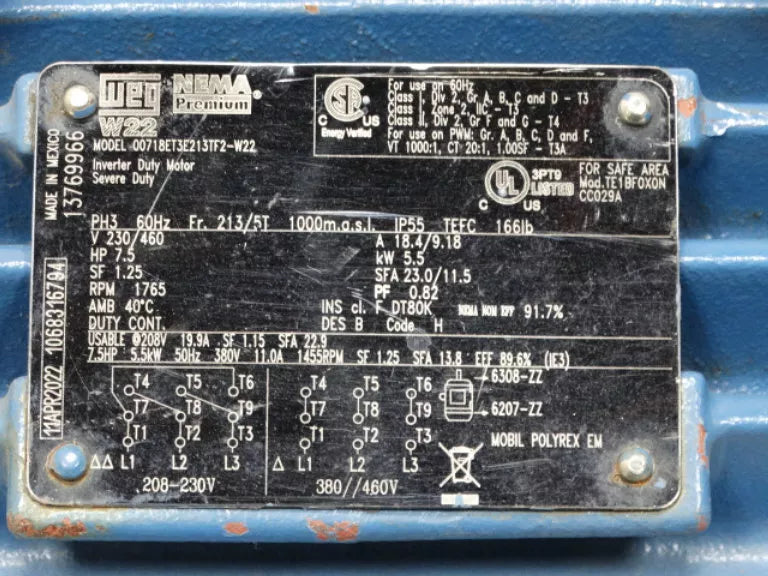 WEG NEMA Premium
W22
MODEL 00718ET3E213TF2-W22
Inverter Duty Motor
Severe Duty
MADE IN MEXICO
13769966
11APR2022 1068316794
C US
Energy Verified
For use on 60Hz
Class I, Div 2, Gr A, B, C and D - T3
Class I, Zone 2, IIC - T3
Class II, Div 2, Gr F and G - T4
For use on PWM: Gr A, B, C, D and F,
VT 1000:1, CT 20:1, 1.00SF - T3A
C UL US
3PT9
LISTED
FOR SAFE AREA
Mod.TE1BF0X0N
CC029A
PH3 60Hz Fr. 213/5T 1000m.a.s.l. IP55 TEFC 166lb
V 230/460 A 18.4/9.18
HP 7.5 kW 5.5
SF 1.25 SFA 23.0/11.5
RPM 1765 PF 0.82
AMB 40°C INS cl. F DT80K NEMA NOM EFF 91.7%
DUTY CONT. DES B Code H
USABLE @208V 19.9A SF 1.15 SFA 22.9
7.5HP 5.5kW 50Hz 380V 11.0A 1455RPM SF 1.25 SFA 13.8 EFF 89.6% (IE3)
T4 T5 T6 T4 T5 T6
T7 T8 T9 T7 T8 T9
T1 T2 T3 T1 T2 T3
ΔΔ L1 L2 L3 Δ L1 L2 L3
208-230V 380//460V
6308-ZZ
6207-ZZ
MOBIL POLYREX EM